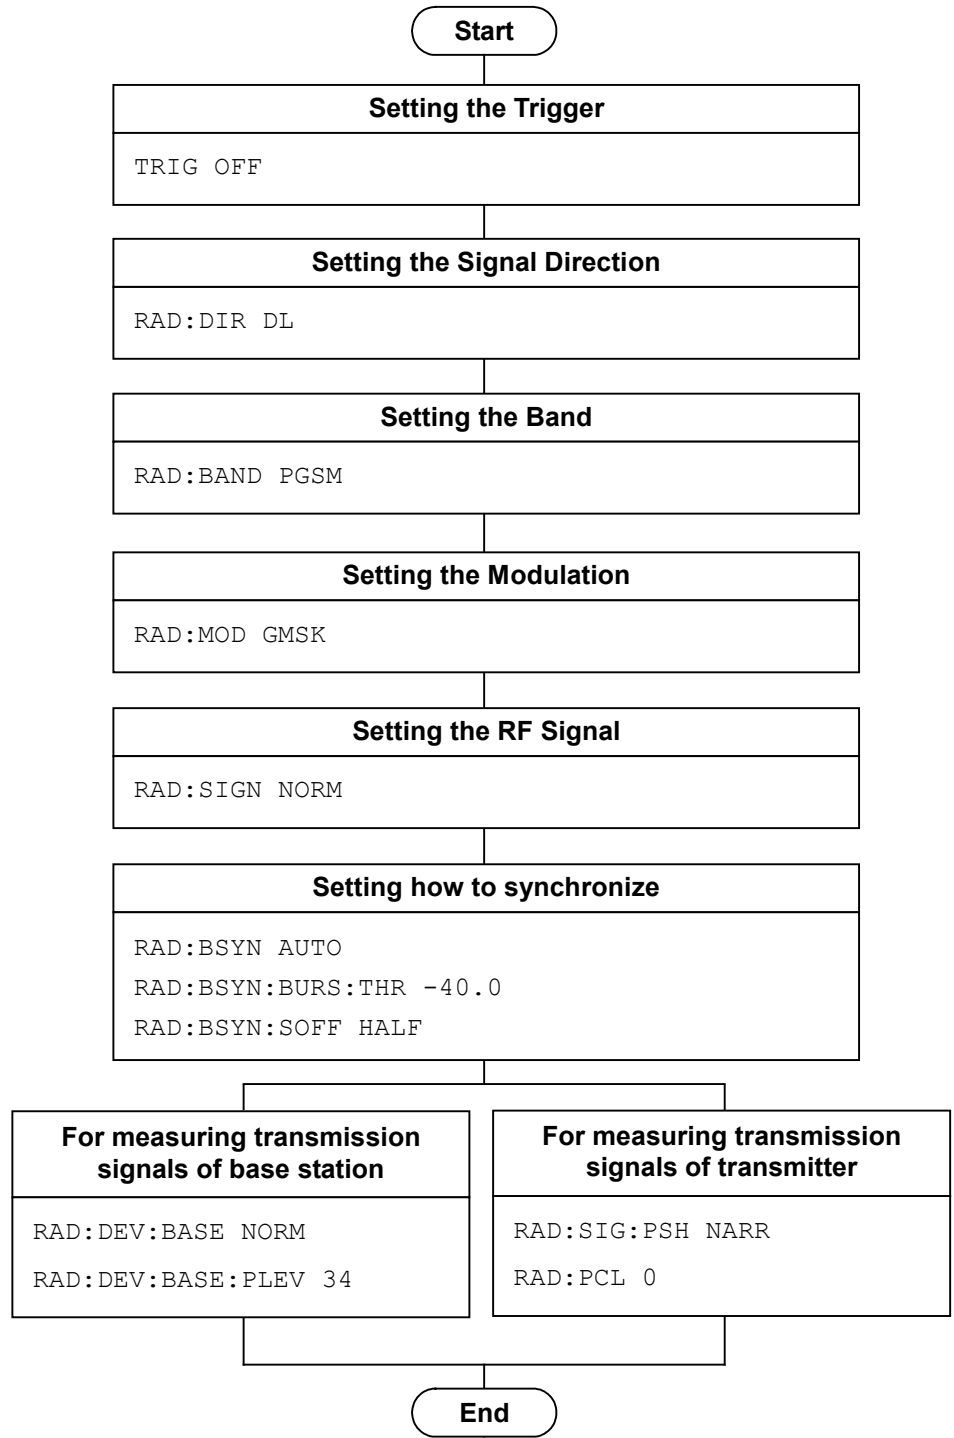 Start
Setting the Trigger
TRIG OFF
Setting the Signal Direction
RAD:DIR DL
Setting the Band
RAD:BAND PGSM
Setting the Modulation
RAD:MOD GMSK
Setting the RF Signal
RAD:SIGN NORM
Setting how to synchronize
RAD:BSYN AUTO
RAD:BSYN:BURS:THR -40.0
RAD:BSYN:SOFF HALF
For measuring transmission
signals of base station
RAD:DEV:BASE NORM
RAD:DEV:BASE:PLEV 34
For measuring transmission
signals of transmitter
RAD:SIG:PSH NARR
RAD:PCL 0
End